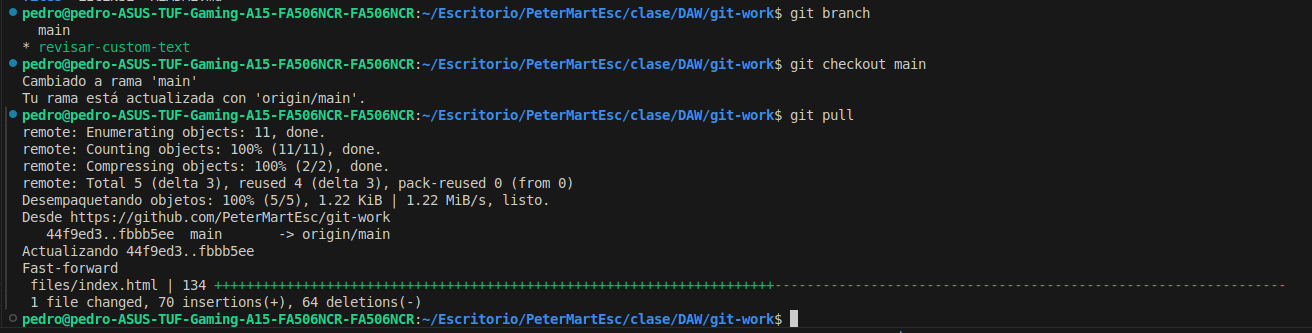 pedro@pedro-ASUS-TUF-Gaming-A15-FA506NCR-FA506NCR:~/Escritorio/PeterMartEsc/clase/DAW/git-work$ git branch
  main
* revisar-custom-text
pedro@pedro-ASUS-TUF-Gaming-A15-FA506NCR-FA506NCR:~/Escritorio/PeterMartEsc/clase/DAW/git-work$ git checkout main
Cambiado a rama 'main'
Tu rama está actualizada con 'origin/main'.
pedro@pedro-ASUS-TUF-Gaming-A15-FA506NCR-FA506NCR:~/Escritorio/PeterMartEsc/clase/DAW/git-work$ git pull
remote: Enumerating objects: 11, done.
remote: Counting objects: 100% (11/11), done.
remote: Compressing objects: 100% (2/2), done.
remote: Total 5 (delta 3), reused 4 (delta 3), pack-reused 0 (from 0)
Desempaquetando objetos: 100% (5/5), 1.22 KiB | 1.22 MiB/s, listo.
Desde https://github.com/PeterMartEsc/git-work
   44f9ed3..fbbb5ee  main       -> origin/main
Actualizando 44f9ed3..fbbb5ee
Fast-forward
 files/index.html | 134 ++++++++++++++++++++++++++++++++++++++++++++++++++++++++++++++++++++++----------------------------------------------------------------
 1 file changed, 70 insertions(+), 64 deletions(-)
pedro@pedro-ASUS-TUF-Gaming-A15-FA506NCR-FA506NCR:~/Escritorio/PeterMartEsc/clase/DAW/git-work$